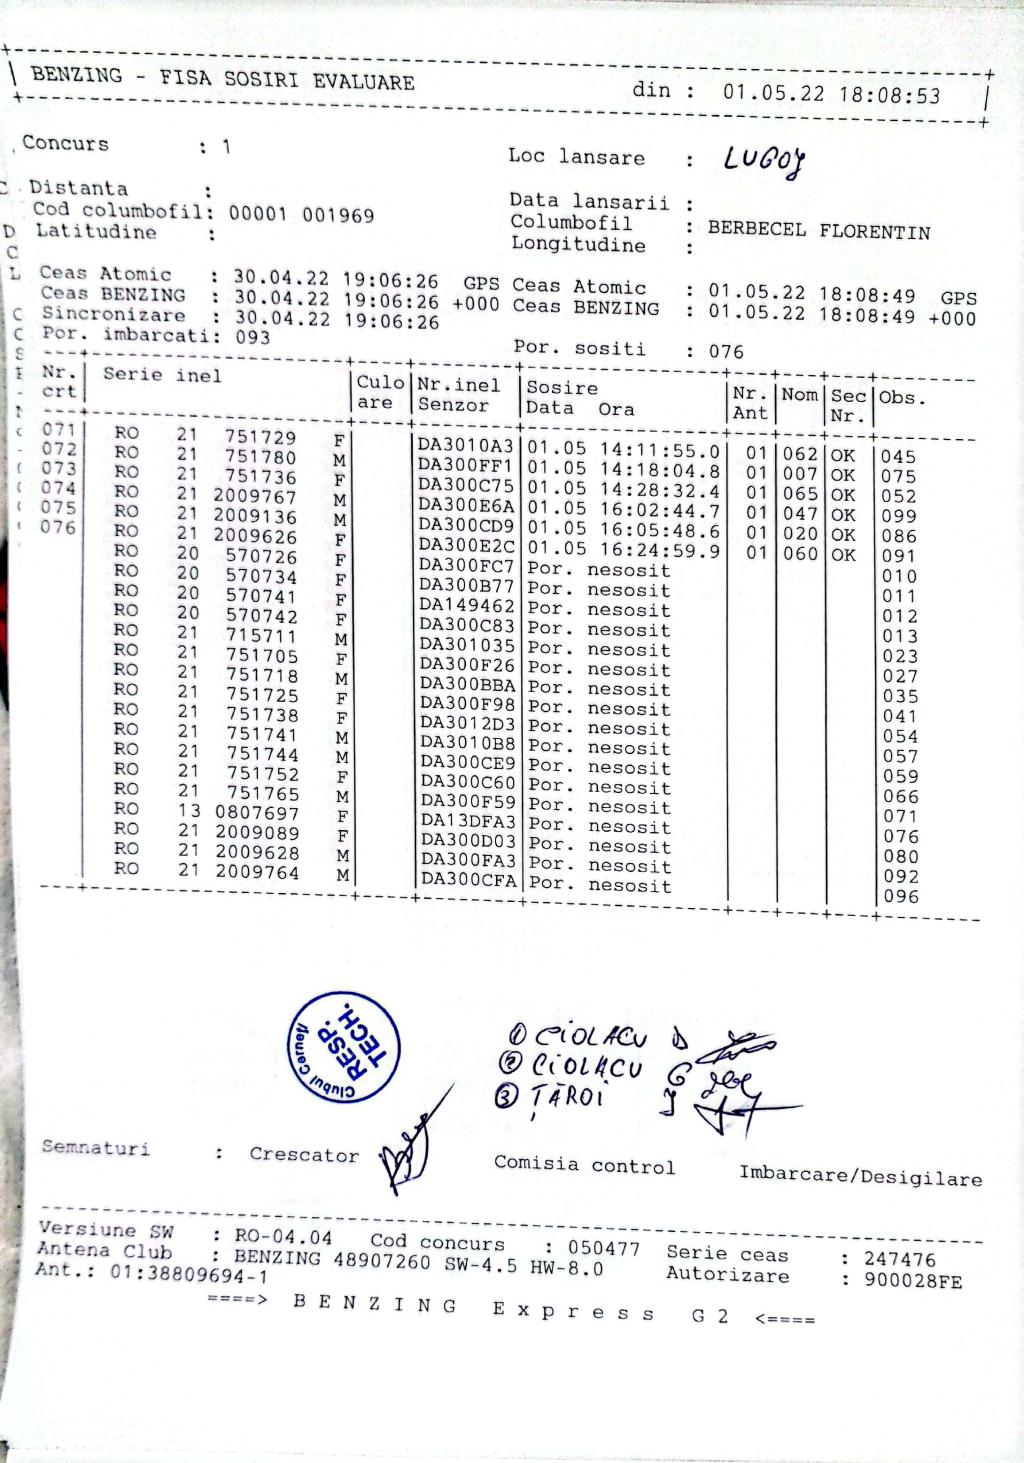 BENZING - FISA SOSIRI EVALUARE din : 01.05.22 18:08:53
Concurs : 1 Loc lansare : LUGOJ
Distanta : Data lansarii :
Cod columbofil: 00001 001969 Columbofil : BERBECEL FLORENTIN
Latitudine : Longitudine :
Ceas Atomic : 30.04.22 19:06:26 GPS Ceas Atomic : 01.05.22 18:08:49 GPS
Ceas BENZING : 30.04.22 19:06:26 +000 Ceas BENZING : 01.05.22 18:08:49 +000
Sincronizare : 30.04.22 19:06:26
Por. imbarcati: 093 Por. sositi : 076
Nr. Serie inel Culo Nr.inel Sosire Nr. Nom Sec Obs.
crt are Senzor Data Ora Ant Nr.
071 RO 21 751729 F DA3010A3 01.05 14:11:55.0 01 062 OK 045
072 RO 21 751780 M DA300FF1 01.05 14:18:04.8 01 007 OK 075
073 RO 21 751736 F DA300C75 01.05 14:28:32.4 01 065 OK 052
074 RO 21 2009767 M DA300E6A 01.05 16:02:44.7 01 047 OK 099
075 RO 21 2009136 M DA300CD9 01.05 16:05:48.6 01 020 OK 086
076 RO 21 2009626 F DA300E2C 01.05 16:24:59.9 01 060 OK 091
RO 20 570726 F DA300FC7 Por. nesosit 010
RO 20 570734 F DA300B77 Por. nesosit 011
RO 20 570741 F DA149462 Por. nesosit 012
RO 20 570742 F DA300C83 Por. nesosit 013
RO 21 715711 M DA301035 Por. nesosit 023
RO 21 751705 F DA300F26 Por. nesosit 027
RO 21 751718 M DA300BBA Por. nesosit 035
RO 21 751725 F DA300F98 Por. nesosit 041
RO 21 751738 F DA3012D3 Por. nesosit 054
RO 21 751741 M DA3010B8 Por. nesosit 057
RO 21 751744 M DA300CE9 Por. nesosit 059
RO 21 751752 F DA300C60 Por. nesosit 066
RO 21 751765 M DA300F59 Por. nesosit 071
RO 13 0807697 F DA13DFA3 Por. nesosit 076
RO 21 2009089 F DA300D03 Por. nesosit 080
RO 21 2009628 M DA300FA3 Por. nesosit 092
RO 21 2009764 M DA300CFA Por. nesosit 096
Clubul Cernei
RESP.
TECH.
① CIOLACU D
② CIOLACU G
③ ȚĂROI J
Semnaturi : Crescator Comisia control Imbarcare/Desigilare
Versiune SW : RO-04.04 Cod concurs : 050477 Serie ceas : 247476
Antena Club : BENZING 48907260 SW-4.5 HW-8.0 Autorizare : 900028FE
Ant.: 01:38809694-1
====> B E N Z I N G E x p r e s s G 2 <====